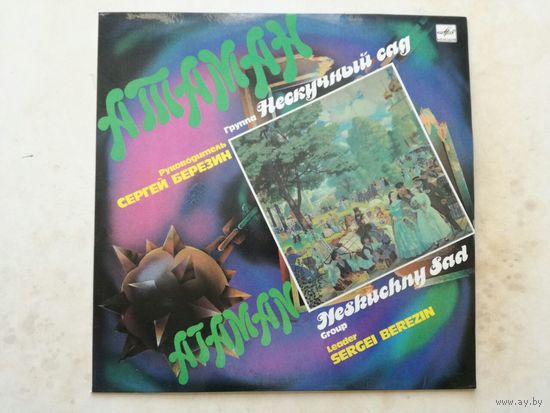 АТАМАН
Группа Нескучный сад
Руководитель
СЕРГЕЙ БЕРЕЗИН
ATAMAN
Neskuchny Sad
Group
Leader
SERGEI BEREZIN
www.ay.by